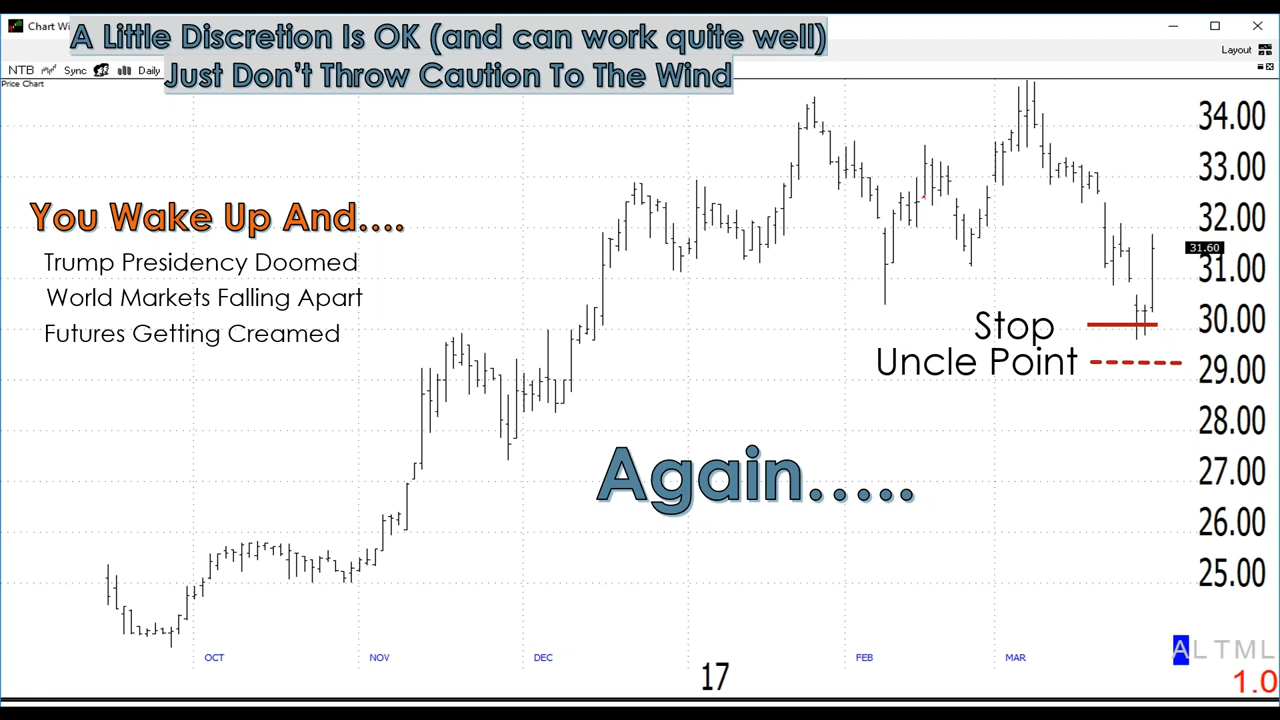 Chart Wi
A Little Discretion Is OK (and can work quite well)
Just Don't Throw Caution To The Wind
Layout
NTB
Sync
Daily
Price Chart
34.00
33.00
32.00
31.60
31.00
30.00
29.00
28.00
27.00
26.00
25.00
You Wake Up And....
Trump Presidency Doomed
World Markets Falling Apart
Futures Getting Creamed
Stop
Uncle Point
Again.....
OCT
NOV
DEC
17
FEB
MAR
ALTML
1.0